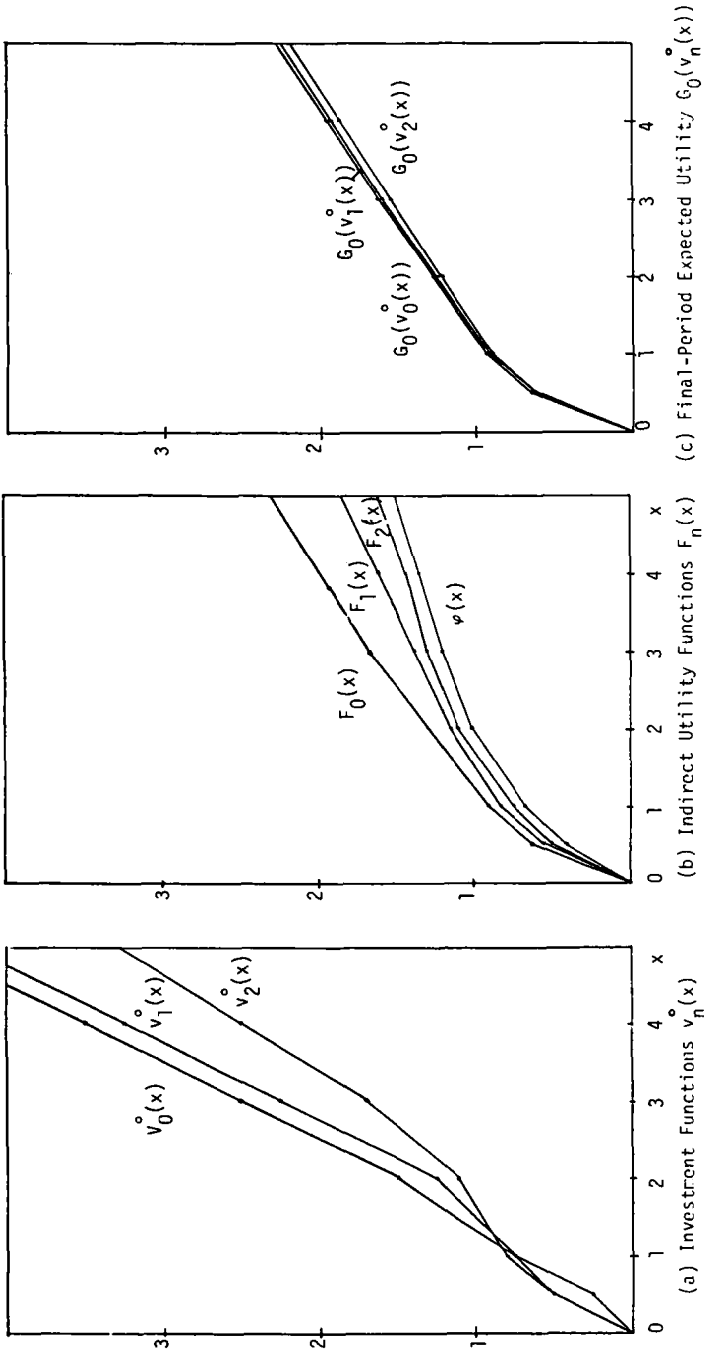 3
2
1
0
1
2
3
4
x
v°₀(x)
v°₁(x)
v°₂(x)
(a) Investment Functions v°ₙ(x)
3
2
1
0
1
2
3
4
x
F₀(x)
F₁(x)
F₂(x)
φ(x)
(b) Indirect Utility Functions Fₙ(x)
3
2
1
0
1
2
3
4
G₀(v°₀(x))
G₀(v°₁(x))
G₀(v°₂(x))
(c) Final-Period Expected Utility G₀(v°ₙ(x))